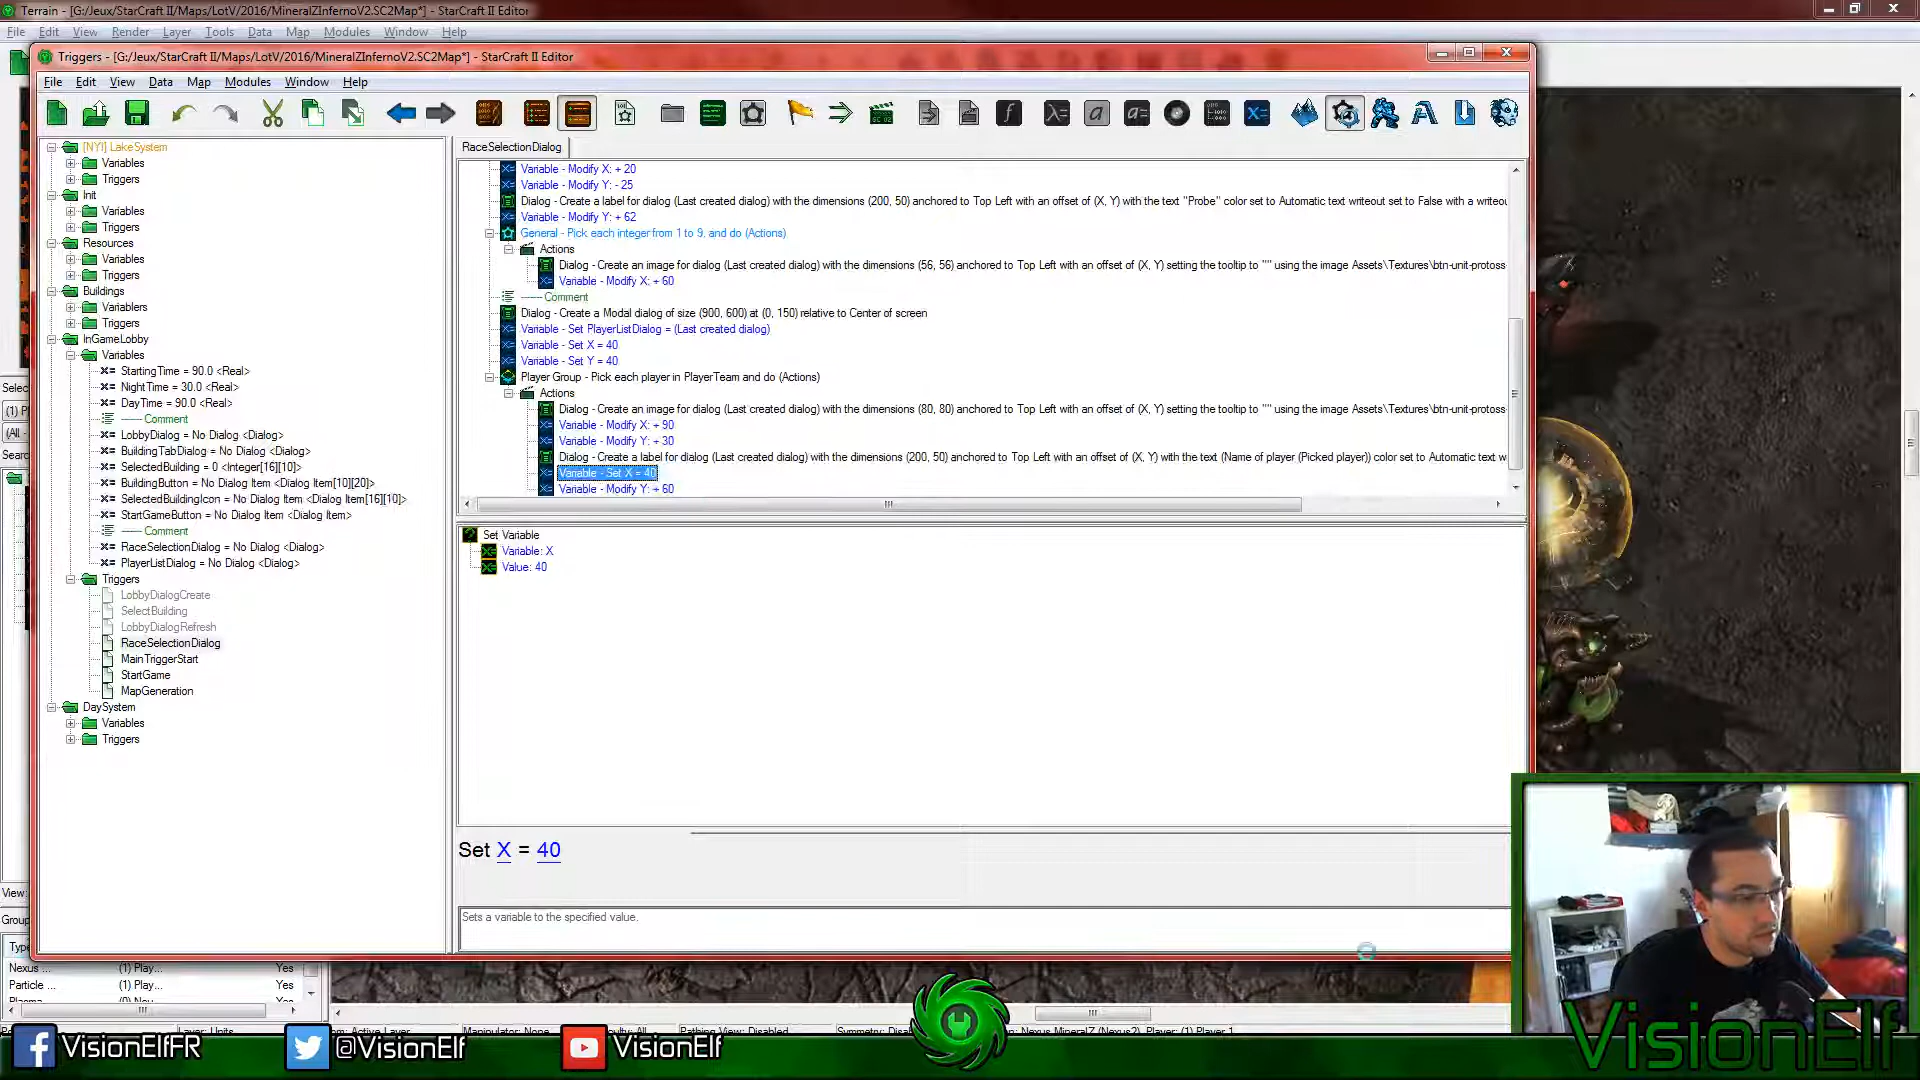 Terrain - [G:/Jeux/StarCraft II/Maps/LotV/2016/MineralZInfernoV2.SC2Map*] - StarCraft II Editor
File Edit View Render Layer Tools Data Map Modules Window Help
Triggers - [G:/Jeux/StarCraft II/Maps/LotV/2016/MineralZInfernoV2.SC2Map*] - StarCraft II Editor
File Edit View Data Map Modules Window Help
[NYI] LakeSystem
Variables
Triggers
Init
Variables
Triggers
Resources
Variables
Triggers
Buildings
Variablers
Triggers
InGameLobby
Variables
StartingTime = 90.0 <Real>
NightTime = 30.0 <Real>
DayTime = 90.0 <Real>
------- Comment
LobbyDialog = No Dialog <Dialog>
BuildingTabDialog = No Dialog <Dialog>
SelectedBuilding = 0 <Integer[16][10]>
BuildingButton = No Dialog Item <Dialog Item[10][20]>
SelectedBuildingIcon = No Dialog Item <Dialog Item[16][10]>
StartGameButton = No Dialog Item <Dialog Item>
------- Comment
RaceSelectionDialog = No Dialog <Dialog>
PlayerListDialog = No Dialog <Dialog>
Triggers
LobbyDialogCreate
SelectBuilding
LobbyDialogRefresh
RaceSelectionDialog
MainTriggerStart
StartGame
MapGeneration
DaySystem
Variables
Triggers
RaceSelectionDialog
Variable - Modify X: + 20
Variable - Modify Y: - 25
Dialog - Create a label for dialog (Last created dialog) with the dimensions (200, 50) anchored to Top Left with an offset of (X, Y) with the text "Probe" color set to Automatic text writeout set to False with a writeou
Variable - Modify Y: + 62
General - Pick each integer from 1 to 9, and do (Actions)
Actions
Dialog - Create an image for dialog (Last created dialog) with the dimensions (56, 56) anchored to Top Left with an offset of (X, Y) setting the tooltip to "" using the image Assets\Textures\btn-unit-protoss-
Variable - Modify X: + 60
------- Comment
Dialog - Create a Modal dialog of size (900, 600) at (0, 150) relative to Center of screen
Variable - Set PlayerListDialog = (Last created dialog)
Variable - Set X = 40
Variable - Set Y = 40
Player Group - Pick each player in PlayerTeam and do (Actions)
Actions
Dialog - Create an image for dialog (Last created dialog) with the dimensions (80, 80) anchored to Top Left with an offset of (X, Y) setting the tooltip to "" using the image Assets\Textures\btn-unit-protoss-
Variable - Modify X: + 90
Variable - Modify Y: + 30
Dialog - Create a label for dialog (Last created dialog) with the dimensions (200, 50) anchored to Top Left with an offset of (X, Y) with the text (Name of player (Picked player)) color set to Automatic text w
Variable - Set X = 40
Variable - Modify Y: + 60
Set Variable
Variable: X
Value: 40
Set X = 40
Sets a variable to the specified value.
Selec
(1) P
(All -
Sear
View:
Group
Type
Nexus ... (1) Play... Yes
Particle ... (1) Play... Yes
VisionElfFR
@VisionElf
VisionElf
VisionElf